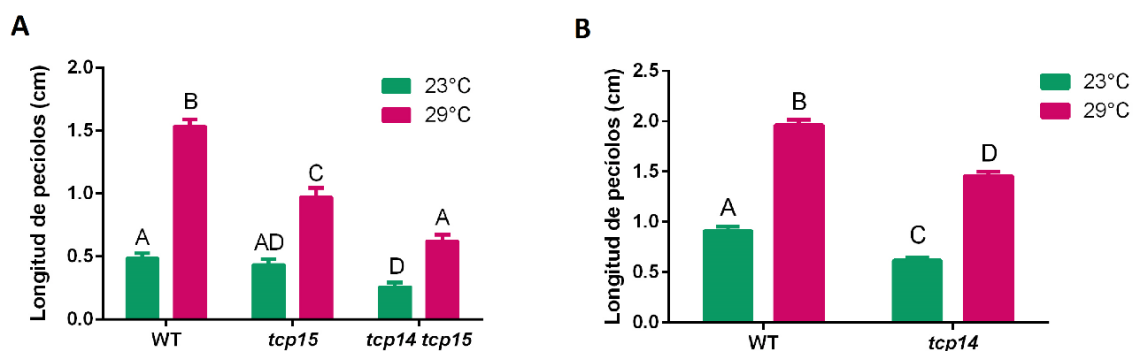 A
Longitud de pecíolos (cm)
2.0
1.5
1.0
0.5
0.0
23°C
29°C
A
B
AD
C
D
A
WT
tcp15
tcp14 tcp15
B
Longitud de pecíolos (cm)
2.5
2.0
1.5
1.0
0.5
0.0
23°C
29°C
A
B
C
D
WT
tcp14